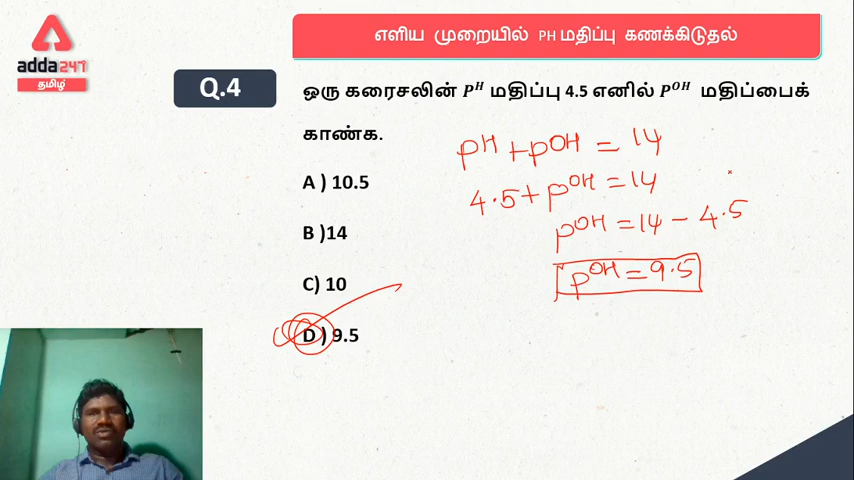 எளிய முறையில் PH மதிப்பு கணக்கிடுதல்
adda247
தமிழ்
Q.4
ஒரு கரைசலின் P^H மதிப்பு 4.5 எனில் P^OH மதிப்பைக்
காண்க.
A ) 10.5
B )14
C) 10
D ) 9.5
pH + pOH = 14
4.5 + pOH = 14
pOH = 14 - 4.5
pOH = 9.5